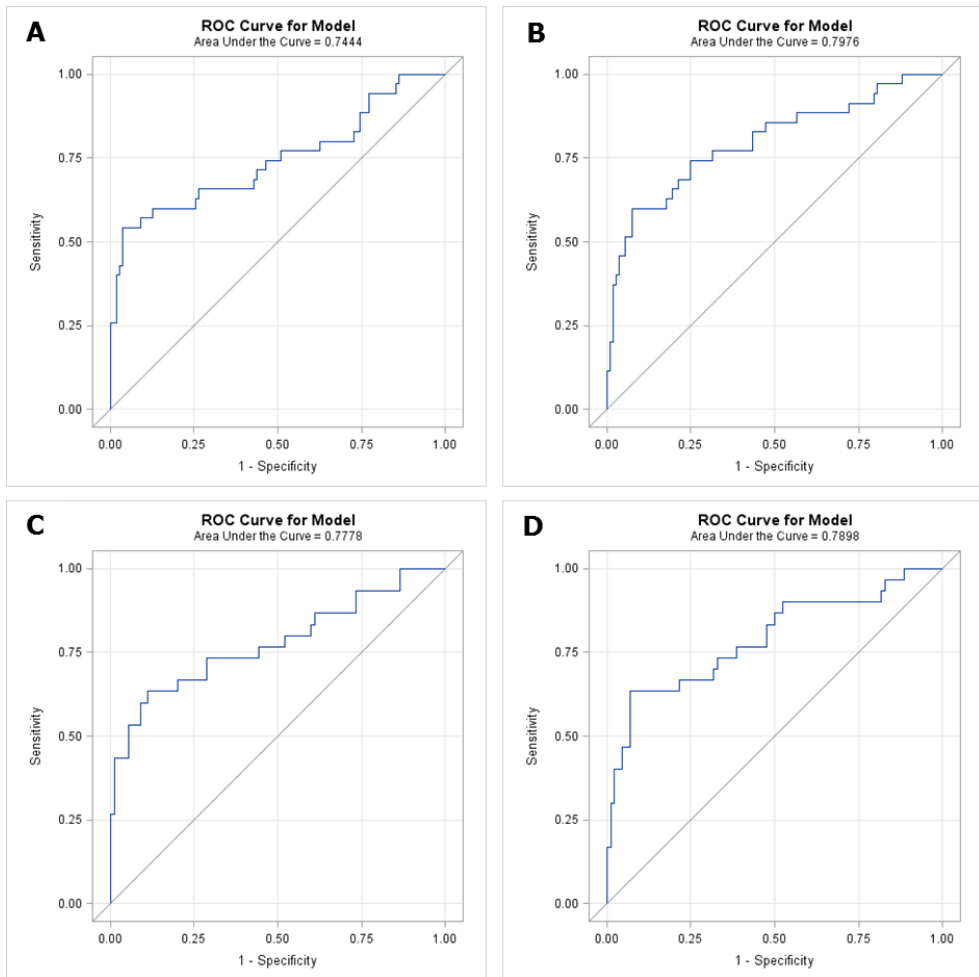 A
ROC Curve for Model
Area Under the Curve = 0.7444
1.00
0.75
0.50
0.25
0.00
Sensitivity
0.00 0.25 0.50 0.75 1.00
1 - Specificity
B
ROC Curve for Model
Area Under the Curve = 0.7976
1.00
0.75
0.50
0.25
0.00
Sensitivity
0.00 0.25 0.50 0.75 1.00
1 - Specificity
C
ROC Curve for Model
Area Under the Curve = 0.7778
1.00
0.75
0.50
0.25
0.00
Sensitivity
0.00 0.25 0.50 0.75 1.00
1 - Specificity
D
ROC Curve for Model
Area Under the Curve = 0.7898
1.00
0.75
0.50
0.25
0.00
Sensitivity
0.00 0.25 0.50 0.75 1.00
1 - Specificity